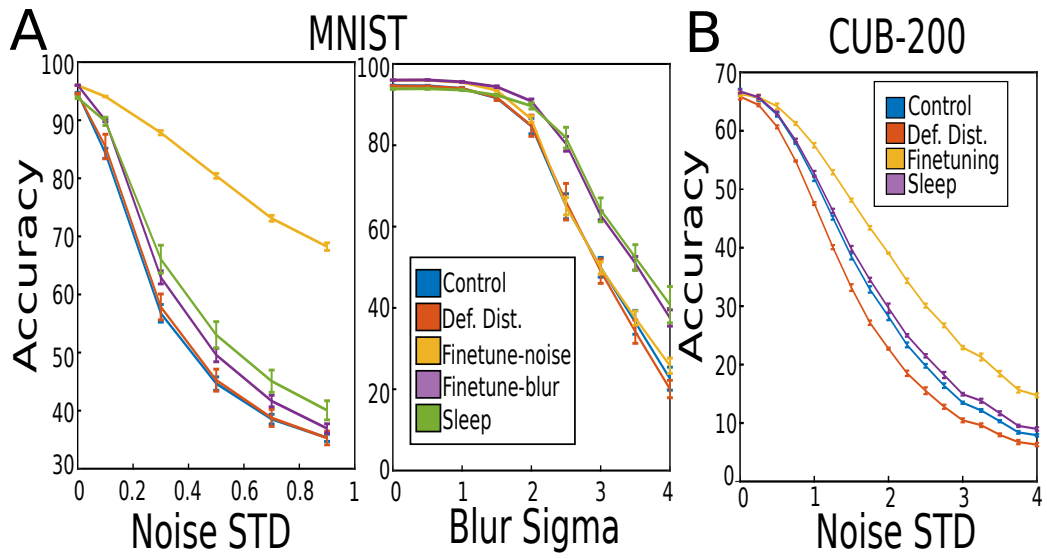 A
MNIST
B
CUB-200
Accuracy
100
90
80
70
60
50
40
30
0
0.2
0.4
0.6
0.8
1
Noise STD
100
80
60
40
20
0
0
1
2
3
4
Blur Sigma
Control
Def. Dist.
Finetune-noise
Finetune-blur
Sleep
Accuracy
70
60
50
40
30
20
10
0
0
1
2
3
4
Noise STD
Control
Def. Dist.
Finetuning
Sleep